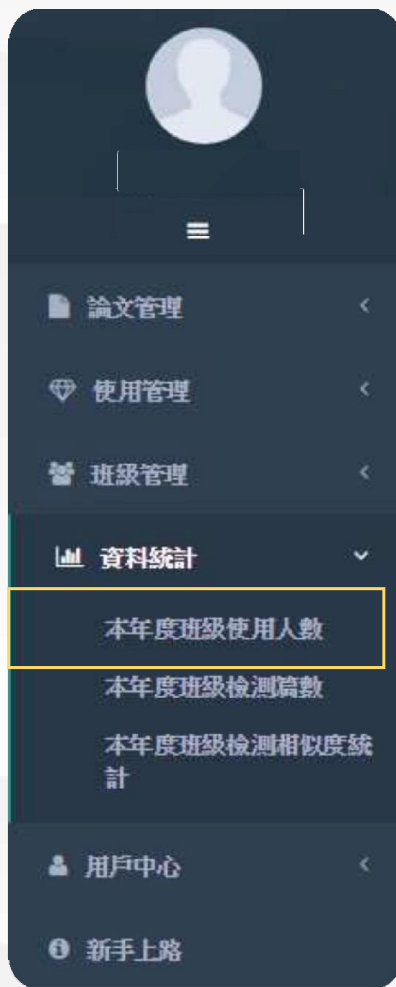 論文管理
使用管理
班級管理
資料統計
本年度班級使用人數
本年度班級檢測篇數
本年度班級檢測相似度統
計
用戶中心
新手上路